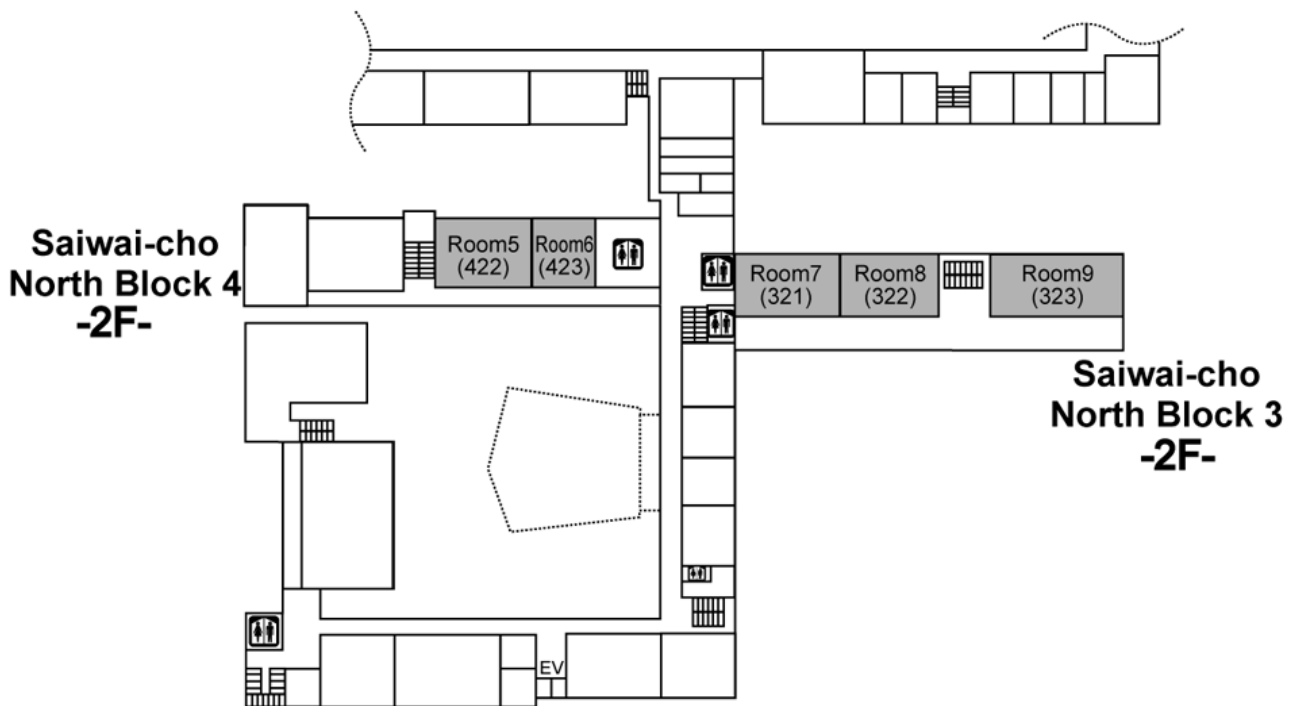 Saiwai-cho
North Block 4
-2F-
Room5
(422)
Room6
(423)
Room7
(321)
Room8
(322)
Room9
(323)
Saiwai-cho
North Block 3
-2F-
EV